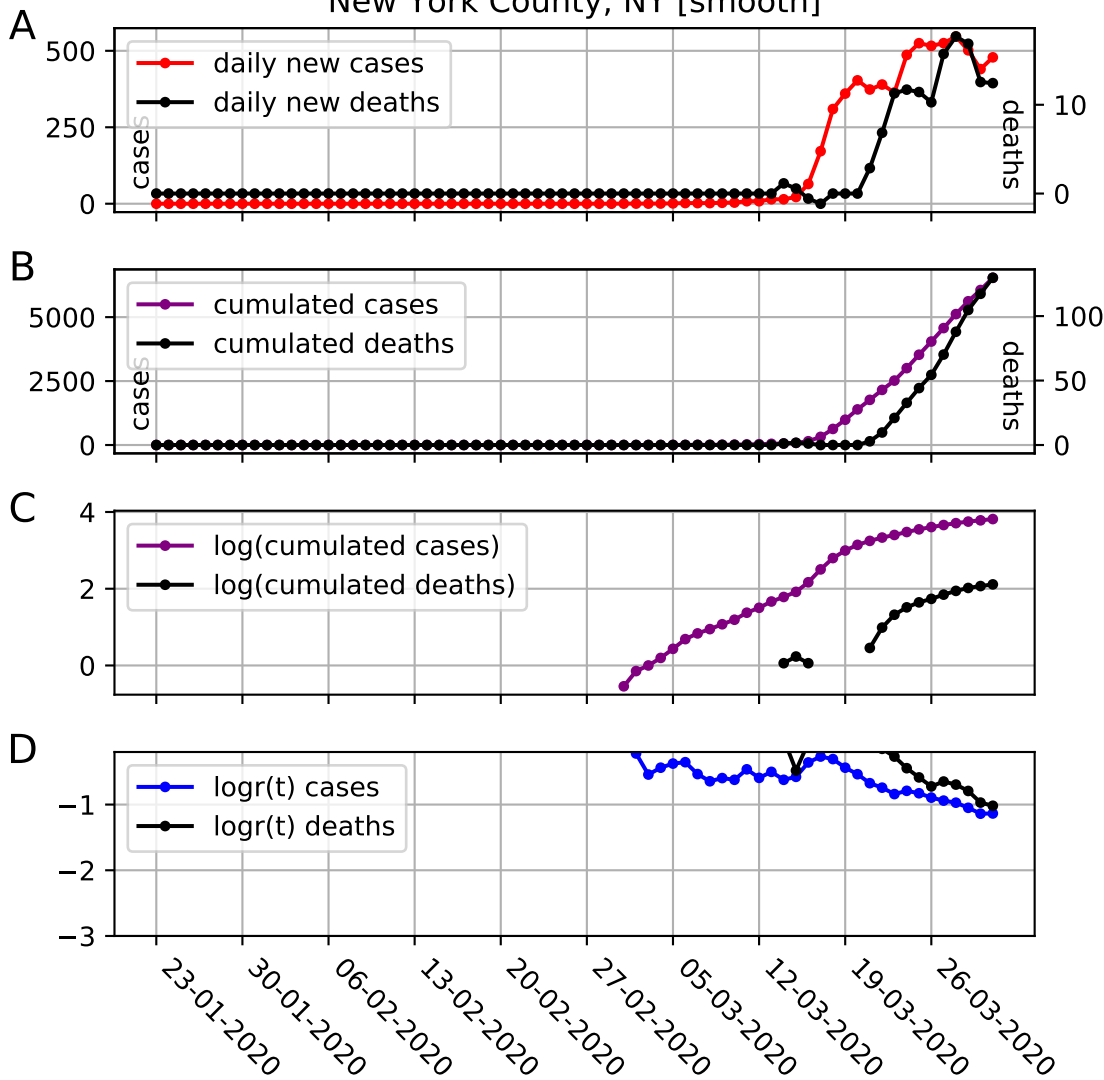 New York County, NY [smooth]
A
500
250
0
cases
daily new cases
daily new deaths
10
0
deaths
B
5000
2500
0
cases
cumulated cases
cumulated deaths
100
50
0
deaths
C
4
2
0
log(cumulated cases)
log(cumulated deaths)
D
−1
−2
−3
logr(t) cases
logr(t) deaths
23-01-2020
30-01-2020
06-02-2020
13-02-2020
20-02-2020
27-02-2020
05-03-2020
12-03-2020
19-03-2020
26-03-2020